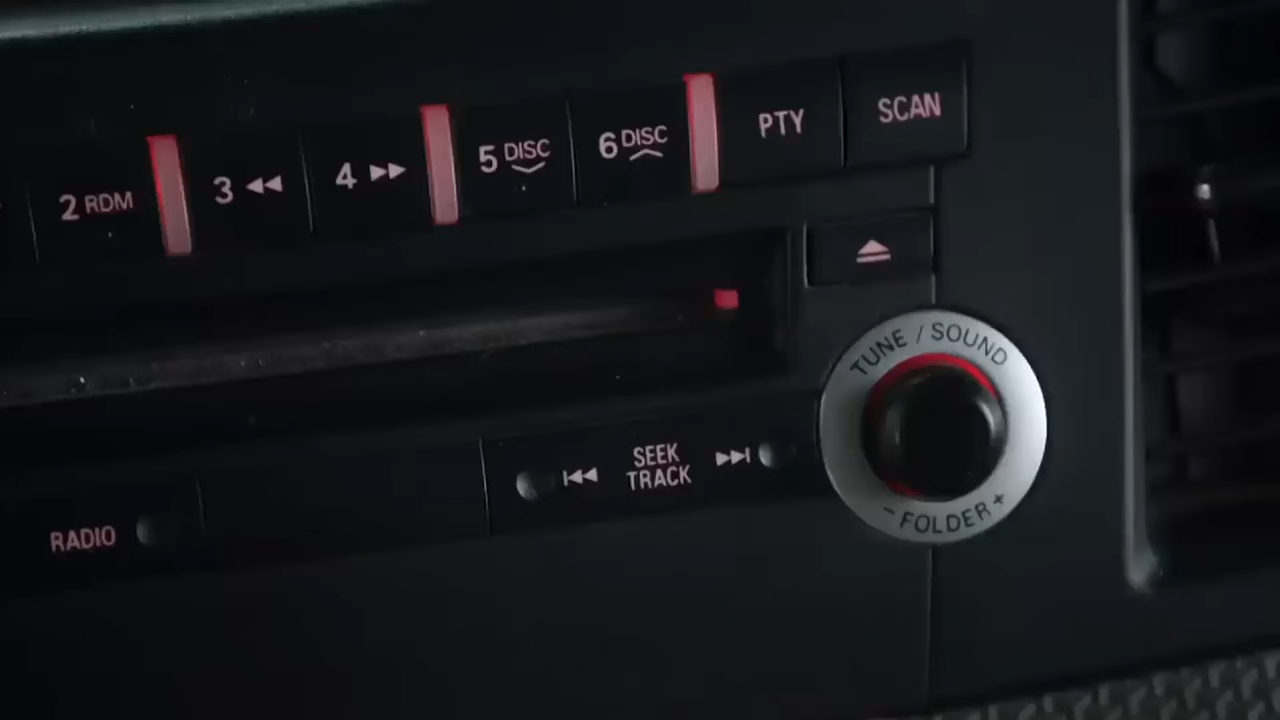 2 RDM
3
4
5 DISC
6 DISC
PTY
SCAN
TUNE / SOUND
- FOLDER +
SEEK
TRACK
RADIO